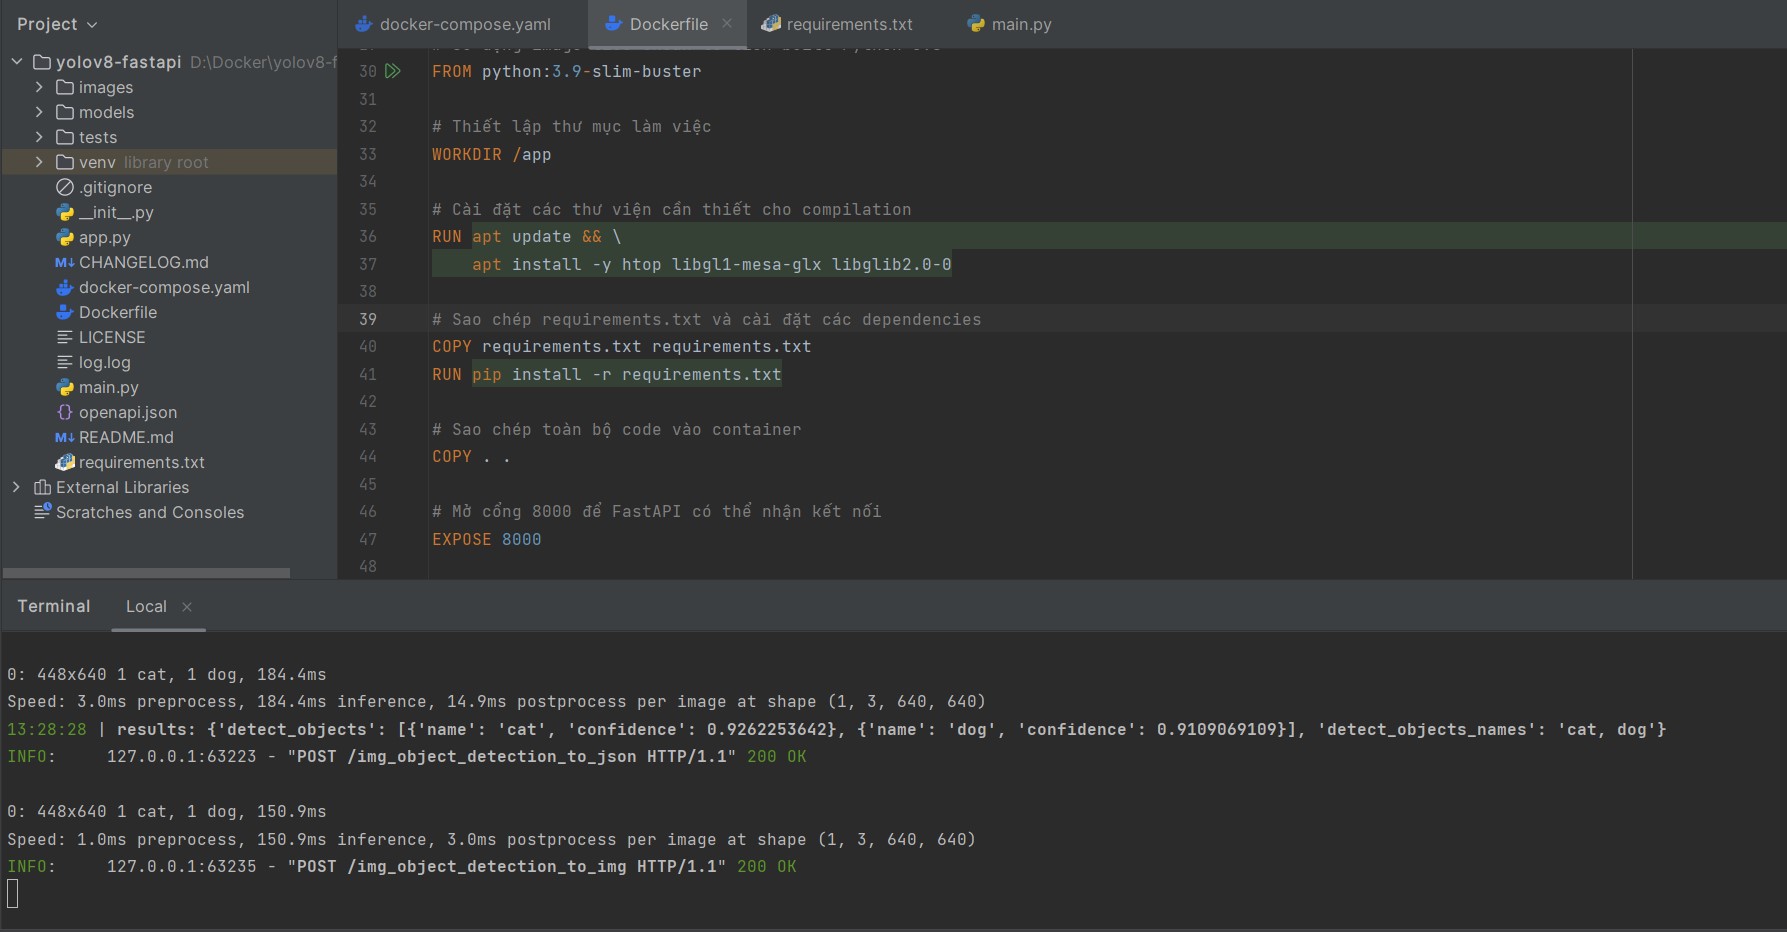 Project
docker-compose.yaml
Dockerfile
requirements.txt
main.py
yolov8-fastapi D:\Docker\yolov8-f
images
models
tests
venv library root
.gitignore
__init__.py
app.py
CHANGELOG.md
docker-compose.yaml
Dockerfile
LICENSE
log.log
main.py
openapi.json
README.md
requirements.txt
External Libraries
Scratches and Consoles
30 FROM python:3.9-slim-buster
31
32 # Thiết lập thư mục làm việc
33 WORKDIR /app
34
35 # Cài đặt các thư viện cần thiết cho compilation
36 RUN apt update && \
37 apt install -y htop libgl1-mesa-glx libglib2.0-0
38
39 # Sao chép requirements.txt và cài đặt các dependencies
40 COPY requirements.txt requirements.txt
41 RUN pip install -r requirements.txt
42
43 # Sao chép toàn bộ code vào container
44 COPY . .
45
46 # Mở cổng 8000 để FastAPI có thể nhận kết nối
47 EXPOSE 8000
48
Terminal Local
0: 448x640 1 cat, 1 dog, 184.4ms
Speed: 3.0ms preprocess, 184.4ms inference, 14.9ms postprocess per image at shape (1, 3, 640, 640)
13:28:28 | results: {'detect_objects': [{'name': 'cat', 'confidence': 0.9262253642}, {'name': 'dog', 'confidence': 0.9109069109}], 'detect_objects_names': 'cat, dog'}
INFO: 127.0.0.1:63223 - "POST /img_object_detection_to_json HTTP/1.1" 200 OK
0: 448x640 1 cat, 1 dog, 150.9ms
Speed: 1.0ms preprocess, 150.9ms inference, 3.0ms postprocess per image at shape (1, 3, 640, 640)
INFO: 127.0.0.1:63235 - "POST /img_object_detection_to_img HTTP/1.1" 200 OK